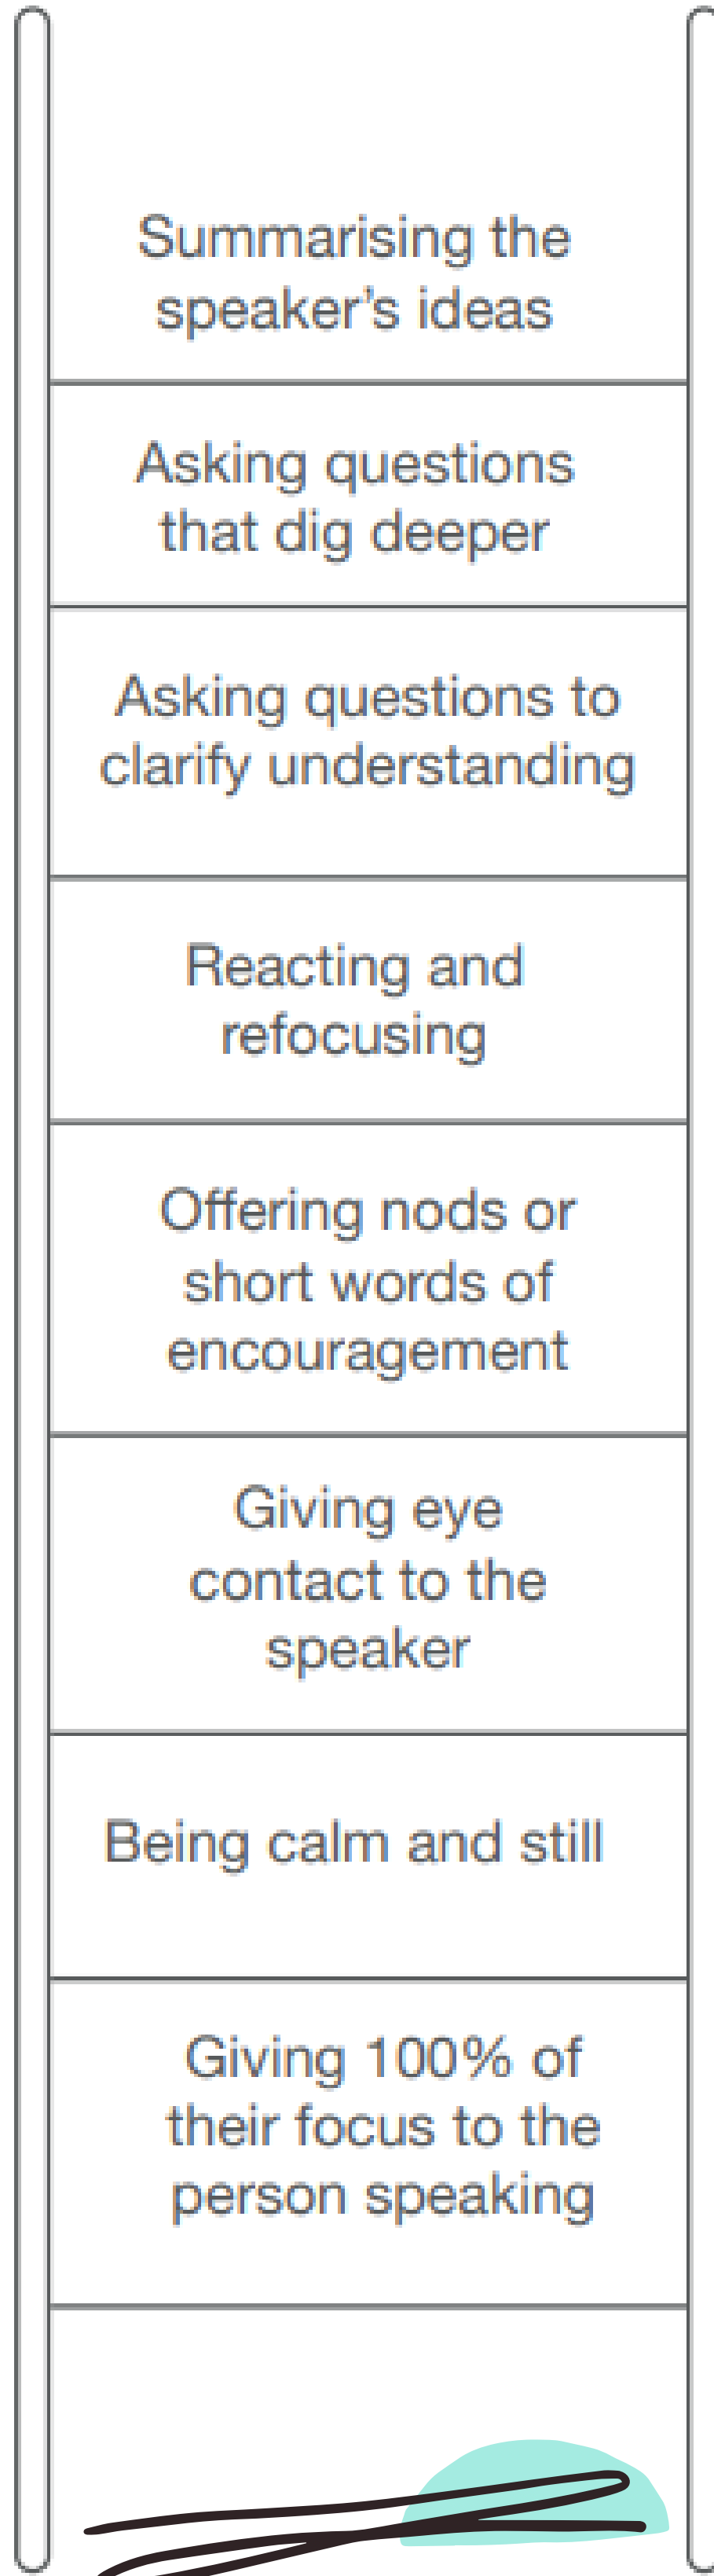 Summarising the
speaker's ideas
Asking questions
that dig deeper
Asking questions to
clarify understanding
Reacting and
refocusing
Offering nods or
short words of
encouragement
Giving eye
contact to the
speaker
Being calm and still
Giving 100% of
their focus to the
person speaking